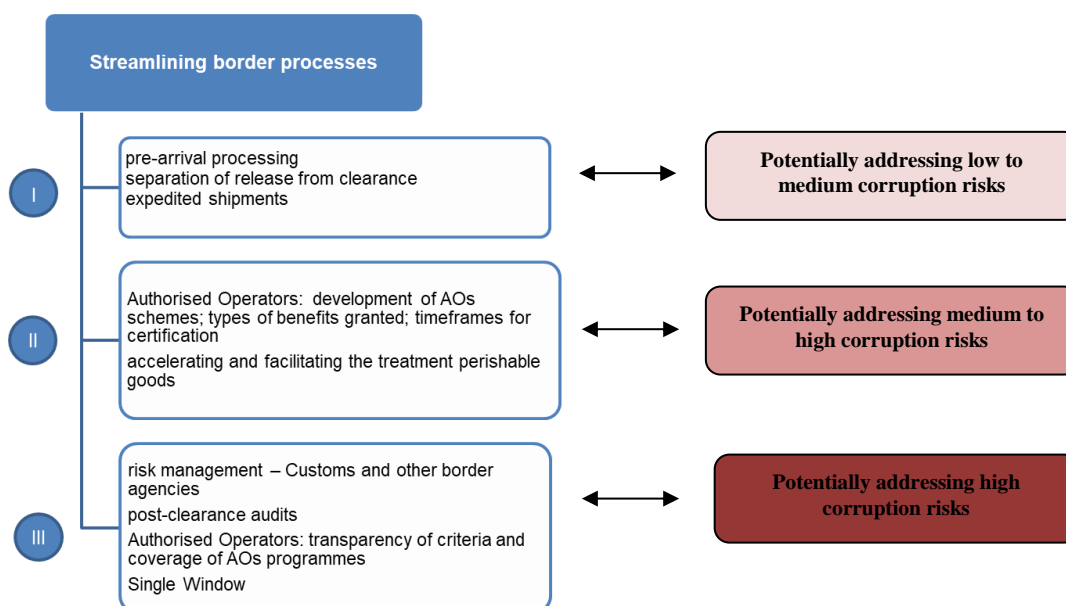 Streamlining border processes
I
pre-arrival processing
separation of release from clearance
expedited shipments
Potentially addressing low to
medium corruption risks
II
Authorised Operators: development of AOs
schemes; types of benefits granted; timeframes for
certification
accelerating and facilitating the treatment perishable
goods
Potentially addressing medium to
high corruption risks
III
risk management – Customs and other border
agencies
post-clearance audits
Authorised Operators: transparency of criteria and
coverage of AOs programmes
Single Window
Potentially addressing high
corruption risks